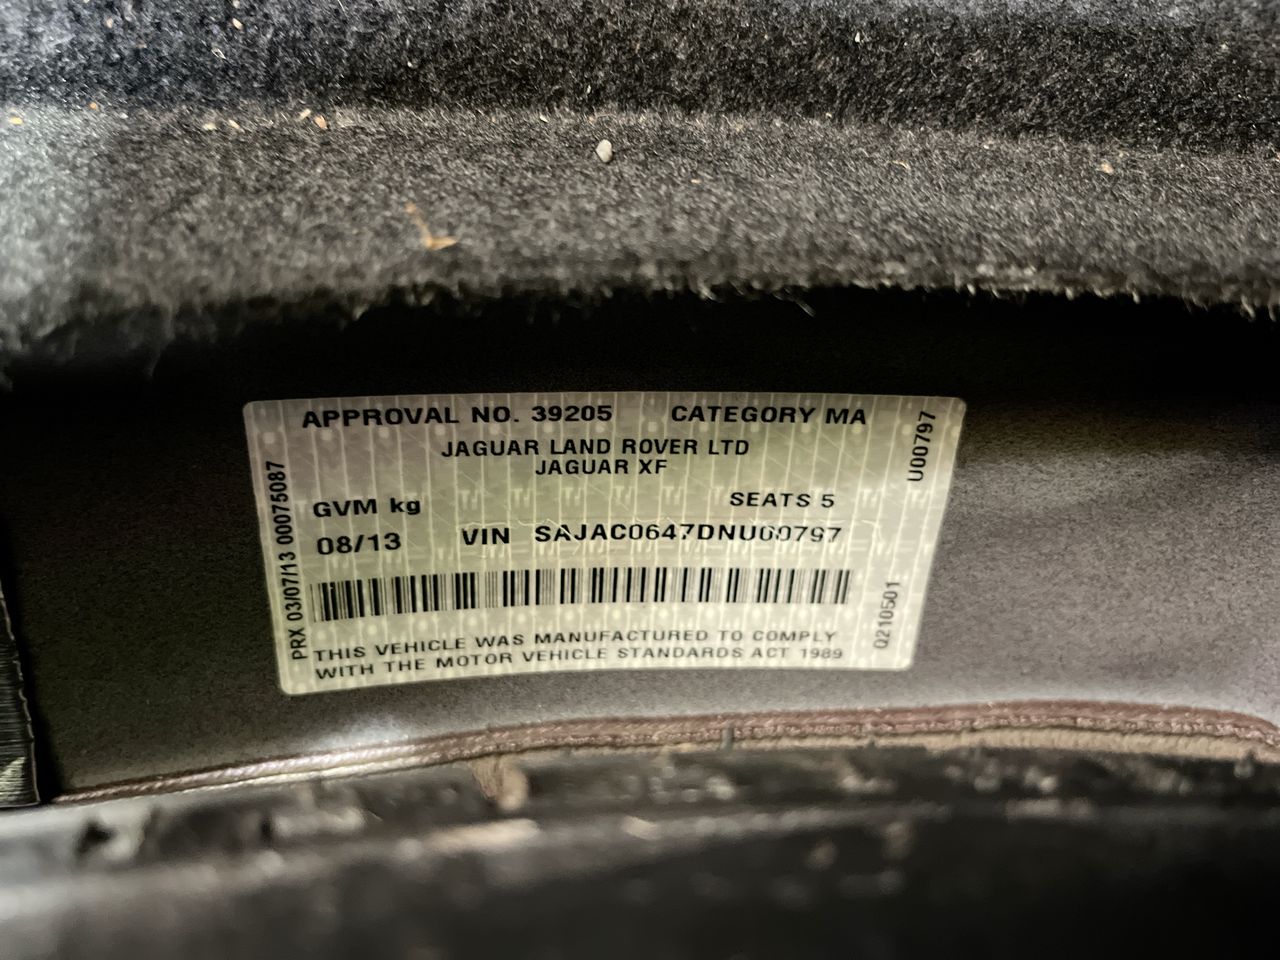 APPROVAL NO. 39205 CATEGORY MA
JAGUAR LAND ROVER LTD
JAGUAR XF
GVM kg SEATS 5
08/13 VIN SAJAC0647DNU00797
THIS VEHICLE WAS MANUFACTURED TO COMPLY
WITH THE MOTOR VEHICLE STANDARDS ACT 1989
PRX 03/07/13 00075087
U00797
0210501